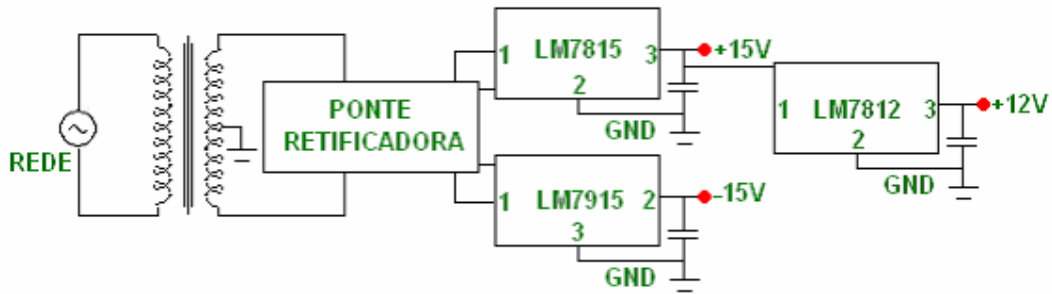 REDE
PONTE
RETIFICADORA
1 LM7815 3
2
GND
+15V
1 LM7812 3
2
GND
+12V
1 LM7915 2
3
GND
-15V